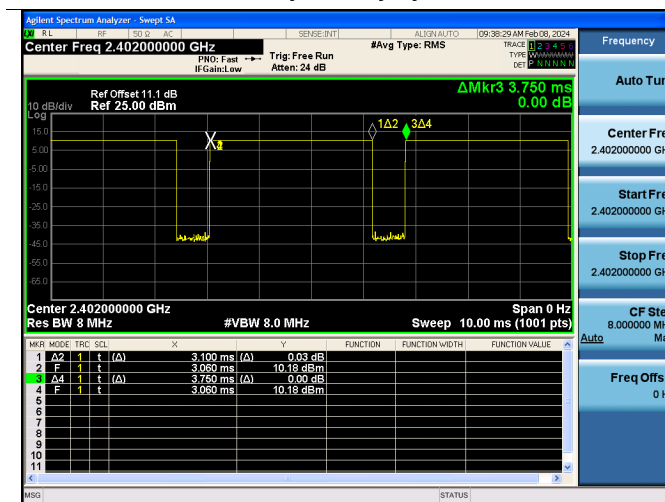 Agilent Spectrum Analyzer - Swept SA
RL RF 50 Ω AC SENSE:INT ALIGN AUTO 09:38:29 AM Feb 08, 2024
Center Freq 2.402000000 GHz #Avg Type: RMS TRACE 1 2 3 4 5 6
PNO: Fast Trig: Free Run TYPE
IFGain:Low Atten: 24 dB DET P N N N N N
Frequency
ΔMkr3 3.750 ms
0.00 dB
Ref Offset 11.1 dB
10 dB/div Ref 25.00 dBm
Log
15.0
5.00
-5.00
-15.0
-25.0
-35.0
-45.0
-55.0
-65.0
1Δ2 3Δ4
Center 2.402000000 GHz Span 0 Hz
Res BW 8 MHz #VBW 8.0 MHz Sweep 10.00 ms (1001 pts)
MKR MODE TRC SCL X Y FUNCTION FUNCTION WIDTH FUNCTION VALUE
1 Δ2 1 t (Δ) 3.100 ms (Δ) 0.03 dB
2 F 1 t 3.060 ms 10.18 dBm
3 Δ4 1 t (Δ) 3.750 ms (Δ) 0.00 dB
4 F 1 t 3.060 ms 10.18 dBm
5
6
7
8
9
10
11
MSG STATUS
Auto Tun
Center Fre
2.402000000 GH
Start Fre
2.402000000 GH
Stop Fre
2.402000000 GH
CF Ste
8.000000 MH
Auto Ma
Freq Offs
0 H